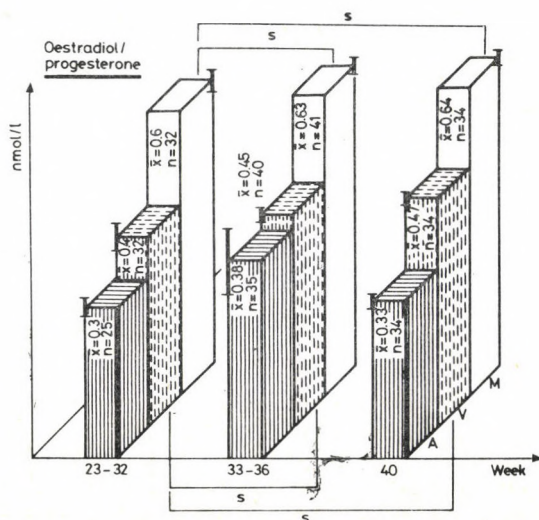 s
s
Oestradiol/
progesterone
nmol/l
x̄=0.6
n=32
x̄=0.4
n=32
x̄=0.3
n=25
x̄=0.63
n=41
x̄=0.45
n=40
x̄=0.38
n=35
x̄=0.64
n=34
x̄=0.4
n=34
x̄=0.33
n=34
M
V
A
23-32 33-36 40 Week
s
s